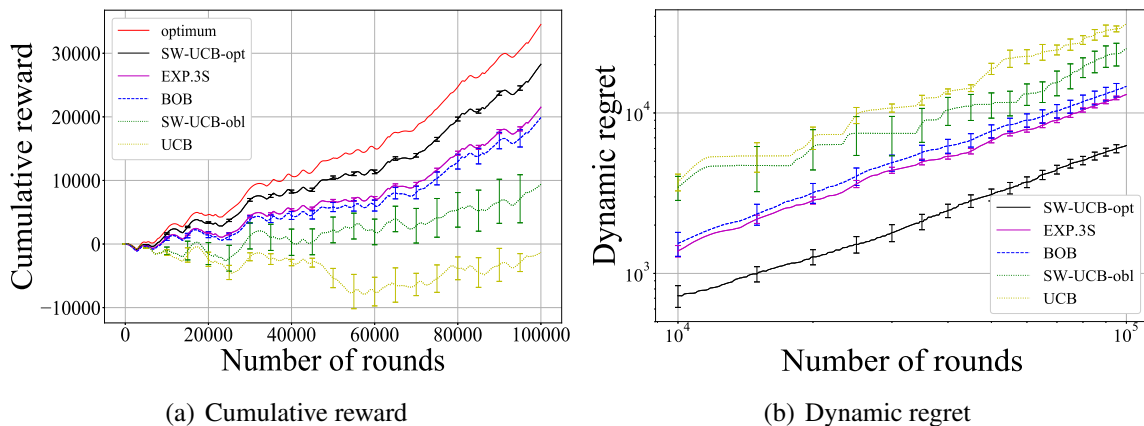 optimum
SW-UCB-opt
EXP.3S
BOB
SW-UCB-obl
UCB
Cumulative reward
30000
20000
10000
0
−10000
0 20000 40000 60000 80000 100000
Number of rounds
(a) Cumulative reward
Dynamic regret
10^4
10^3
SW-UCB-opt
EXP.3S
BOB
SW-UCB-obl
UCB
10^4 10^5
Number of rounds
(b) Dynamic regret